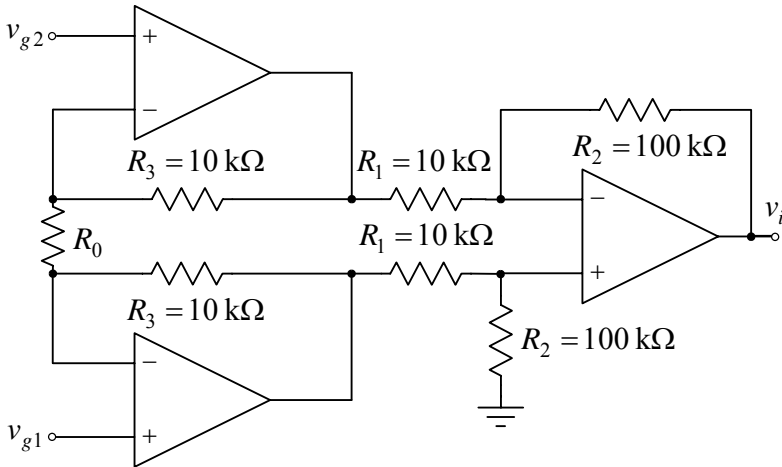 v_{g2}
+
−
R_3 = 10 kΩ
R_1 = 10 kΩ
R_2 = 100 kΩ
R_0
R_1 = 10 kΩ
−
+
v_i
R_3 = 10 kΩ
R_2 = 100 kΩ
−
+
v_{g1}